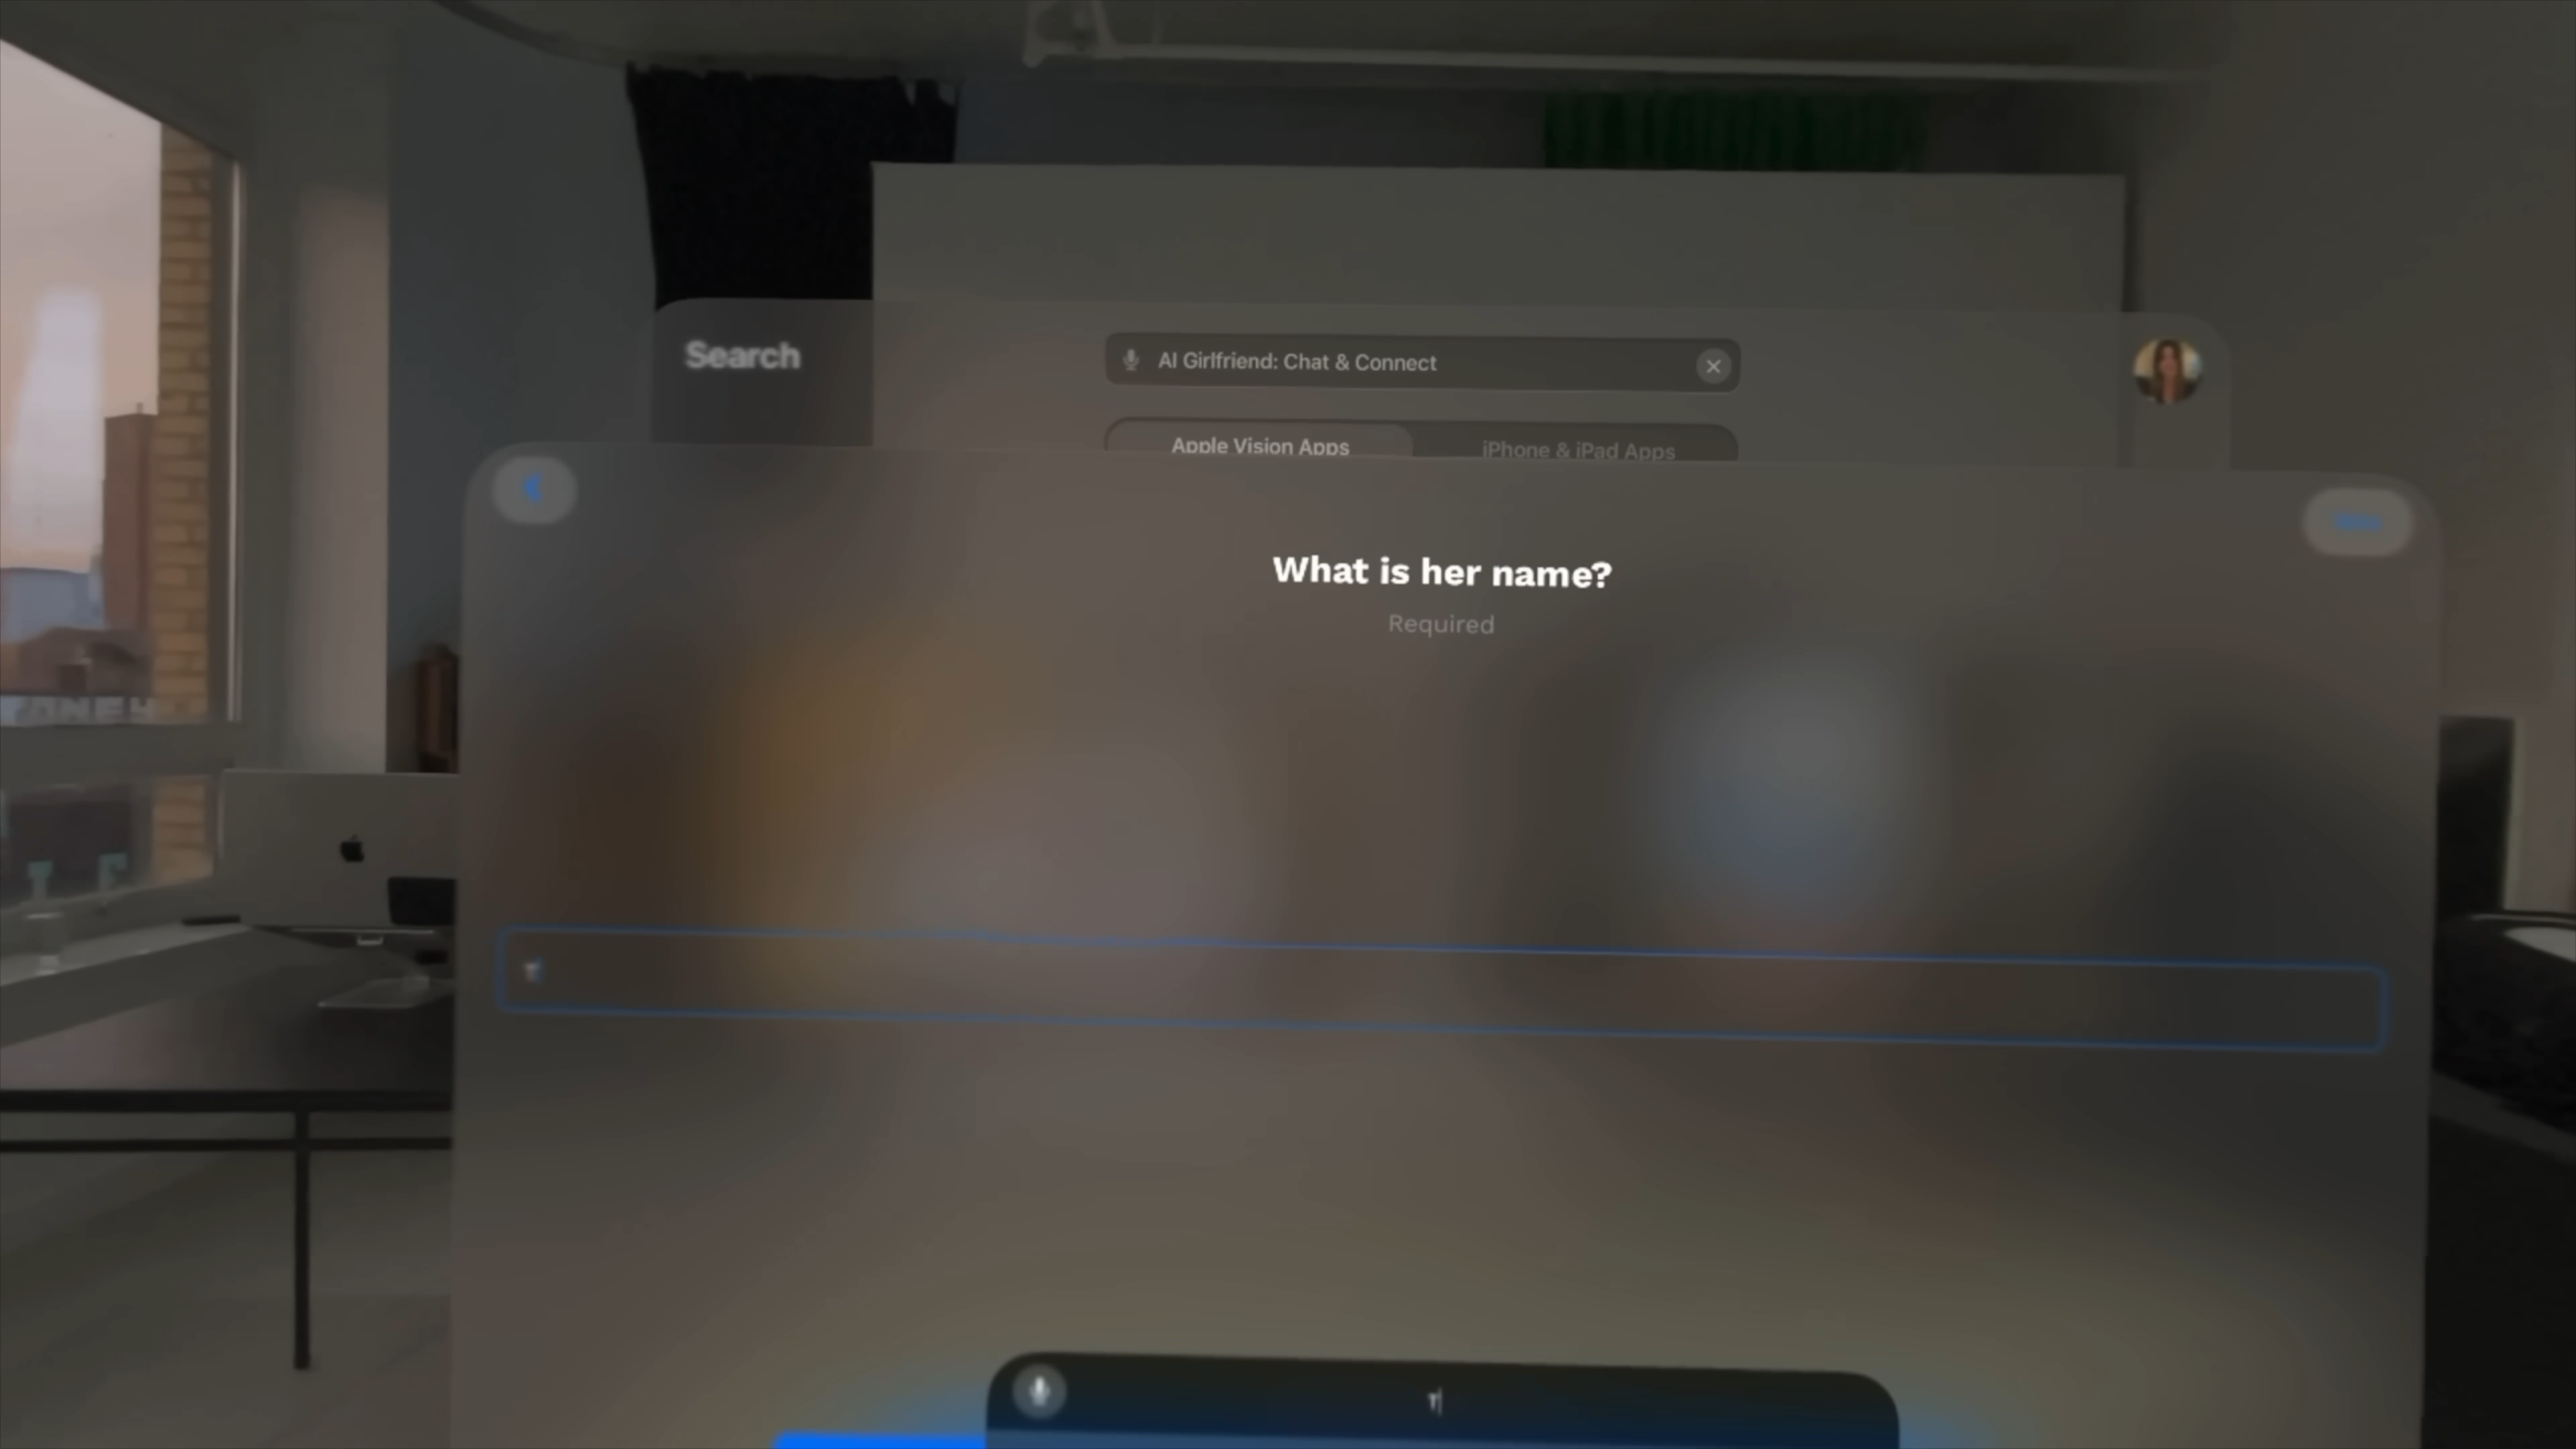 Search
AI Girlfriend: Chat & Connect
Apple Vision Apps
iPhone & iPad Apps
What is her name?
Required
T
T